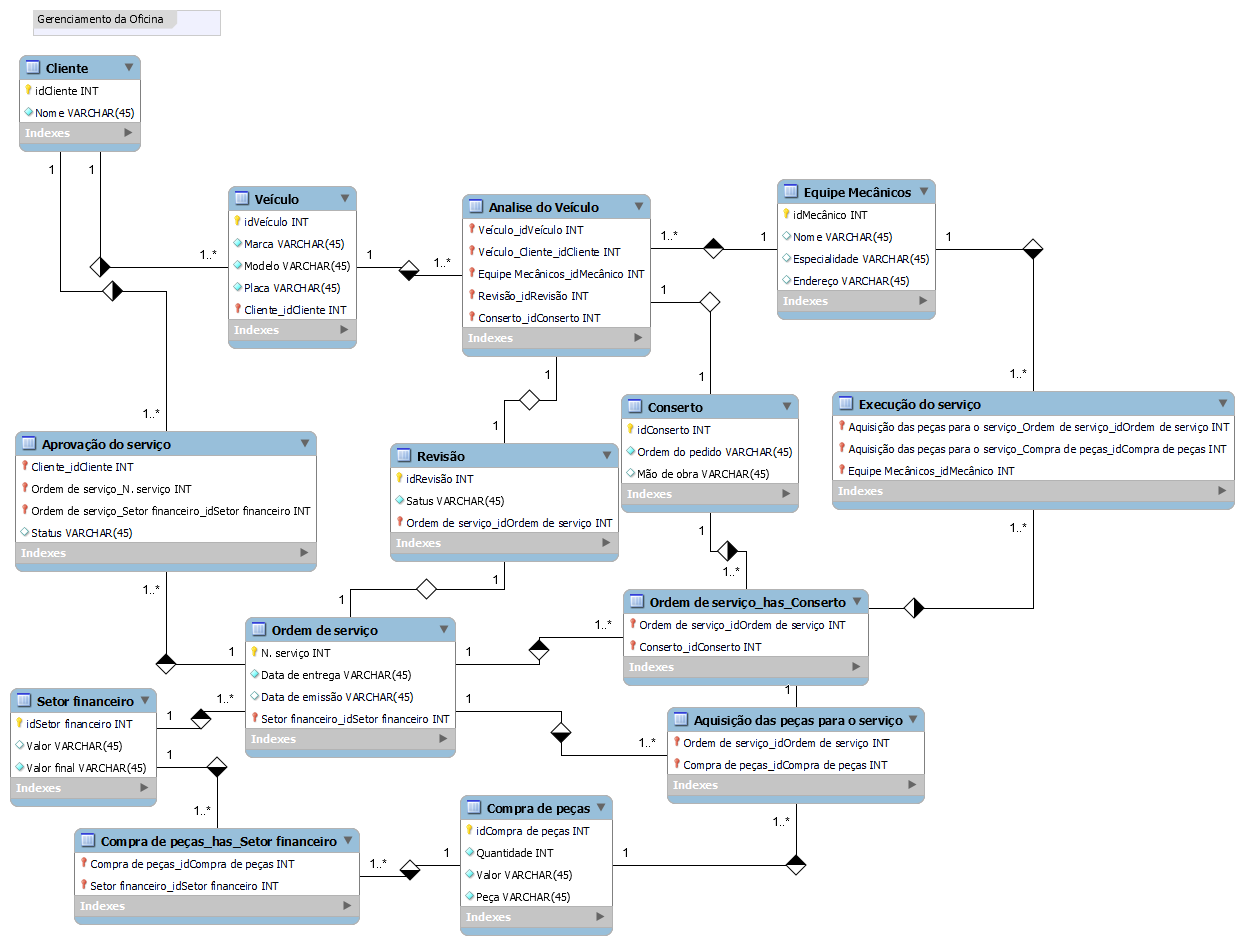 Gerenciamento da Oficina
Cliente
idCliente INT
Nome VARCHAR(45)
Indexes
1
1
1..*
Veículo
idVeículo INT
Marca VARCHAR(45)
Modelo VARCHAR(45)
Placa VARCHAR(45)
Cliente_idCliente INT
Indexes
1
1..*
Analise do Veículo
Veículo_idVeículo INT
Veículo_Cliente_idCliente INT
Equipe Mecânicos_idMecânico INT
Revisão_idRevisão INT
Conserto_idConserto INT
Indexes
1..*
1
1
1
Equipe Mecânicos
idMecânico INT
Nome VARCHAR(45)
Especialidade VARCHAR(45)
Endereço VARCHAR(45)
Indexes
1
1..*
1..*
Aprovação do serviço
Cliente_idCliente INT
Ordem de serviço_N. serviço INT
Ordem de serviço_Setor financeiro_idSetor financeiro INT
Status VARCHAR(45)
Indexes
1..*
1
Revisão
idRevisão INT
Satus VARCHAR(45)
Ordem de serviço_idOrdem de serviço INT
Indexes
1
1
Conserto
idConserto INT
Ordem do pedido VARCHAR(45)
Mão de obra VARCHAR(45)
Indexes
1
1..*
Execução do serviço
Aquisição das peças para o serviço_Ordem de serviço_idOrdem de serviço INT
Aquisição das peças para o serviço_Compra de peças_idCompra de peças INT
Equipe Mecânicos_idMecânico INT
Indexes
1..*
1
Ordem de serviço
N. serviço INT
Data de entrega VARCHAR(45)
Data de emissão VARCHAR(45)
Setor financeiro_idSetor financeiro INT
Indexes
1
1
1
1..*
Ordem de serviço_has_Conserto
Ordem de serviço_idOrdem de serviço INT
Conserto_idConserto INT
Indexes
1
Setor financeiro
idSetor financeiro INT
Valor VARCHAR(45)
Valor final VARCHAR(45)
Indexes
1
1..*
1
1..*
1..*
Aquisição das peças para o serviço
Ordem de serviço_idOrdem de serviço INT
Compra de peças_idCompra de peças INT
Indexes
1..*
Compra de peças_has_Setor financeiro
Compra de peças_idCompra de peças INT
Setor financeiro_idSetor financeiro INT
Indexes
1..*
1
Compra de peças
idCompra de peças INT
Quantidade INT
Valor VARCHAR(45)
Peça VARCHAR(45)
Indexes
1